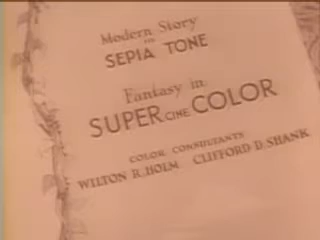 Modern Story
in
SEPIA TONE
Fantasy in
SUPER CINE COLOR
COLOR CONSULTANTS
WILTON R. HOLM CLIFFORD D. SHANK